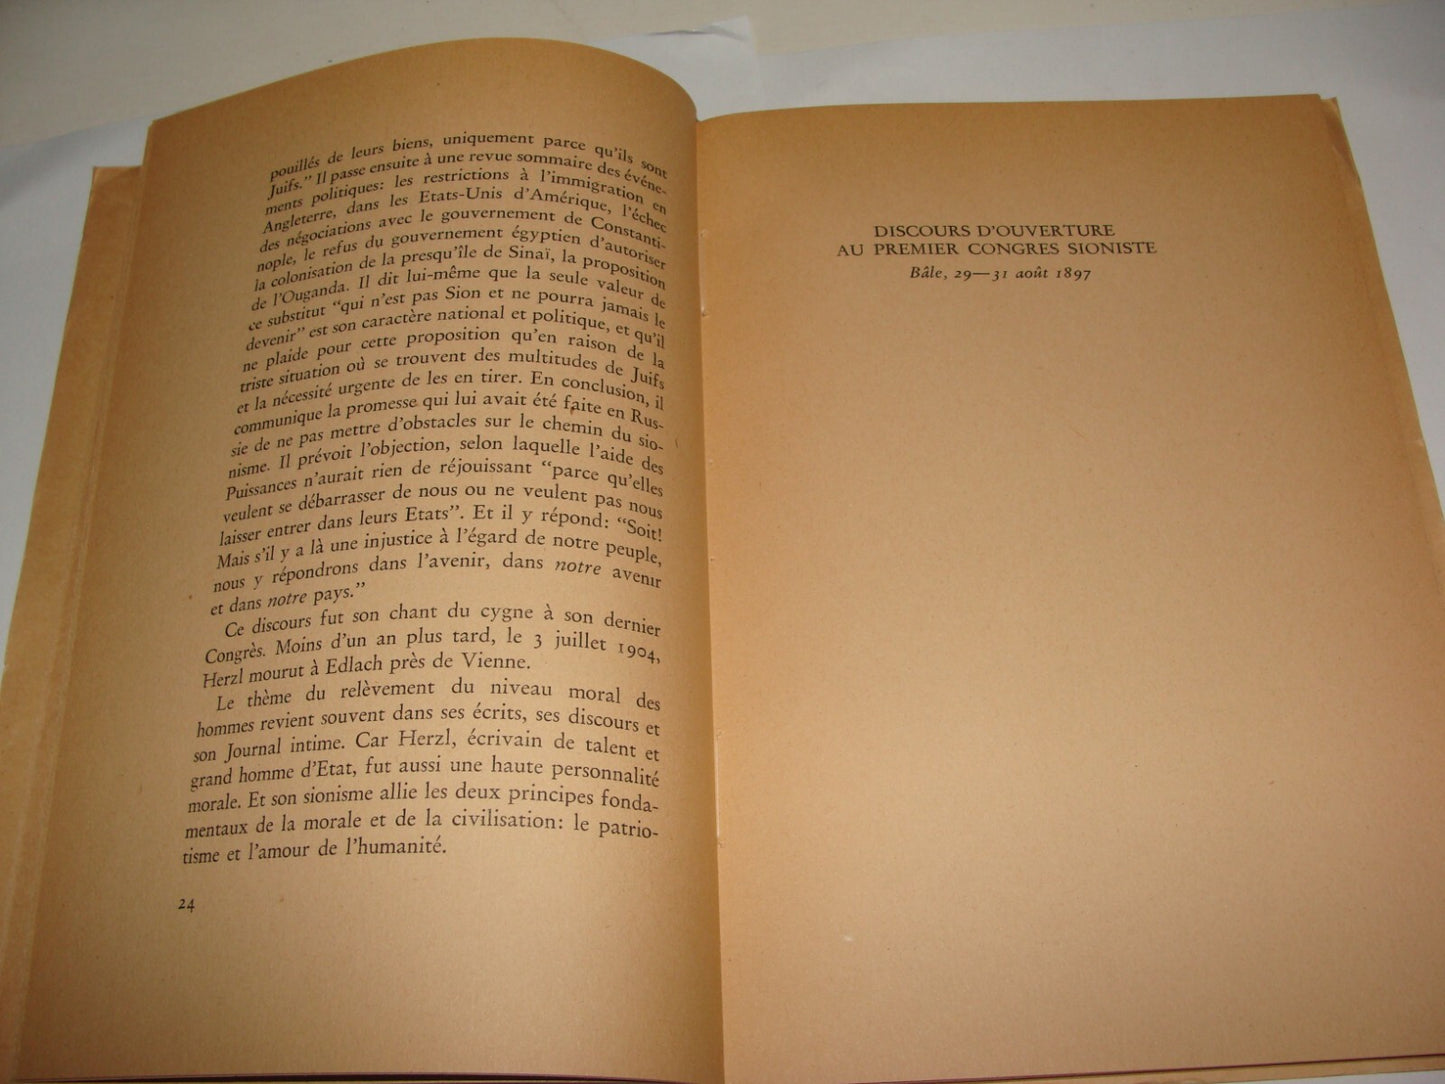 pouillés de leurs biens, uniquement parce qu'ils sont
Juifs." Il passe ensuite à une revue sommaire des événe-
ments politiques: les restrictions à l'immigration en
Angleterre, dans les Etats-Unis d'Amérique, l'échec
des négociations avec le gouvernement de Constanti-
nople, le refus du gouvernement égyptien d'autoriser
la colonisation de la presqu'île de Sinaï, la proposition
de l'Ouganda. Il dit lui-même que la seule valeur de
ce substitut "qui n'est pas Sion et ne pourra jamais le
devenir" est son caractère national et politique, et qu'il
ne plaide pour cette proposition qu'en raison de la
triste situation où se trouvent des multitudes de Juifs
et la nécessité urgente de les en tirer. En conclusion, il
communique la promesse qui lui avait été faite en Rus-
sie de ne pas mettre d'obstacles sur le chemin du sio-
nisme. Il prévoit l'objection, selon laquelle l'aide des
Puissances n'aurait rien de réjouissant "parce qu'elles
veulent se débarrasser de nous ou ne veulent pas nous
laisser entrer dans leurs Etats". Et il y répond: "Soit!
Mais s'il y a là une injustice à l'égard de notre peuple,
nous y répondrons dans l'avenir, dans notre avenir
et dans notre pays."
Ce discours fut son chant du cygne à son dernier
Congrès. Moins d'un an plus tard, le 3 juillet 1904,
Herzl mourut à Edlach près de Vienne.
Le thème du relèvement du niveau moral des
hommes revient souvent dans ses écrits, ses discours et
son Journal intime. Car Herzl, écrivain de talent et
grand homme d'Etat, fut aussi une haute personnalité
morale. Et son sionisme allie les deux principes fonda-
mentaux de la morale et de la civilisation: le patrio-
tisme et l'amour de l'humanité.
24
DISCOURS D'OUVERTURE
AU PREMIER CONGRES SIONISTE
Bâle, 29—31 août 1897